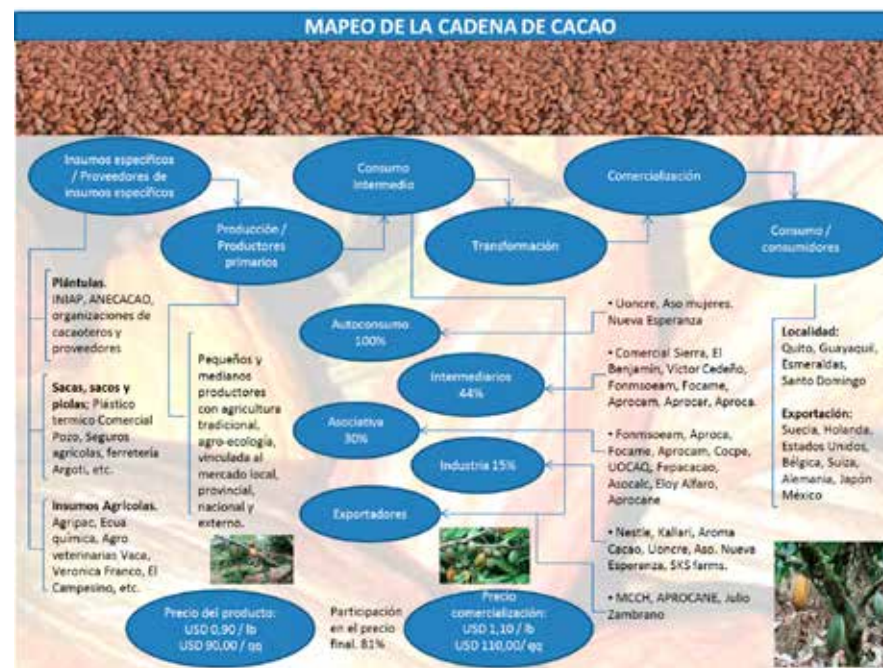 MAPEO DE LA CADENA DE CACAO
Insumos específicos
/ Proveedores de
insumos específicos
Consumo
Intermedio
Comercialización
Producción /
Productores
primarios
Transformación
Consumo /
consumidores
Plántulas.
INIAP, ANECACAO,
organizaciones de
cacaoteros y
proveedores
Sacas, sacos y
piolas; Plástico
termico Comercial
Pozo, Seguros
agrícolas, ferretería
Argoti, etc.
Insumos Agrícolas.
Agripac, Ecua
química, Agro
veterinarias Vaca,
Veronica Franco, El
Campesino, etc.
Pequeños y
medianos
productores
con agricultura
tradicional,
agro-ecología,
vinculada al
mercado local,
provincial,
nacional y
externo.
Autoconsumo
100%
Intermediarios
44%
Asociativa
30%
Industria 15%
Exportadores
• Uoncre, Aso mujeres.
Nueva Esperanza
• Comercial Sierra, El
Benjamín, Victor Cedeño,
Fonmsoeam, Focame,
Aprocam, Aprocar, Aproca.
• Fonmsoeam, Aproca,
Focame, Aprocam, Cocpe,
UOCAQ, Fepacacao,
Asocalc, Eloy Alfaro,
Aprocane
• Nestle, Kallari, Aroma
Cacao, Uoncre, Aso. Nueva
Esperanza, SKS farms.
• MCCH, APROCANE, Julio
Zambrano
Localidad:
Quito, Guayaquil,
Esmeraldas,
Santo Domingo
Exportación:
Suecia, Holanda,
Estados Unidos,
Bélgica, Suiza,
Alemania, Japón
México
Precio del producto:
USD 0,90 / lb
USD 90,00 / qq
Participación
en el precio
final. 81%
Precio
comercialización:
USD 1,10 / lb
USD 110,00/ qq